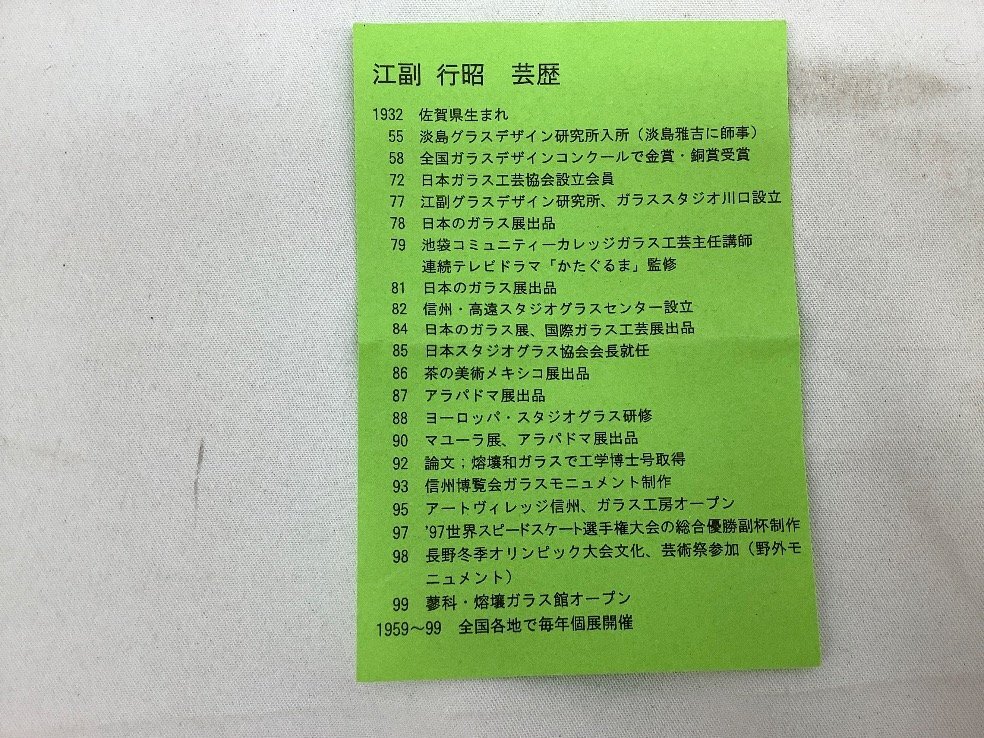 江副 行昭 芸歴
1932 佐賀県生まれ
55 淡島グラスデザイン研究所入所（淡島雅吉に師事）
58 全国ガラスデザインコンクールで金賞・銅賞受賞
72 日本ガラス工芸協会設立会員
77 江副グラスデザイン研究所、ガラススタジオ川口設立
78 日本のガラス展出品
79 池袋コミュニティーカレッジガラス工芸主任講師
連続テレビドラマ「かたぐるま」監修
81 日本のガラス展出品
82 信州・高遠スタジオグラスセンター設立
84 日本のガラス展、国際ガラス工芸展出品
85 日本スタジオグラス協会会長就任
86 茶の美術メキシコ展出品
87 アラパドマ展出品
88 ヨーロッパ・スタジオグラス研修
90 マユーラ展、アラパドマ展出品
92 論文；熔壌和ガラスで工学博士号取得
93 信州博覧会ガラスモニュメント制作
95 アートヴィレッジ信州、ガラス工房オープン
97 '97世界スピードスケート選手権大会の総合優勝副杯制作
98 長野冬季オリンピック大会文化、芸術祭参加（野外モ
ニュメント）
99 蓼科・熔壌ガラス館オープン
1959～99 全国各地で毎年個展開催